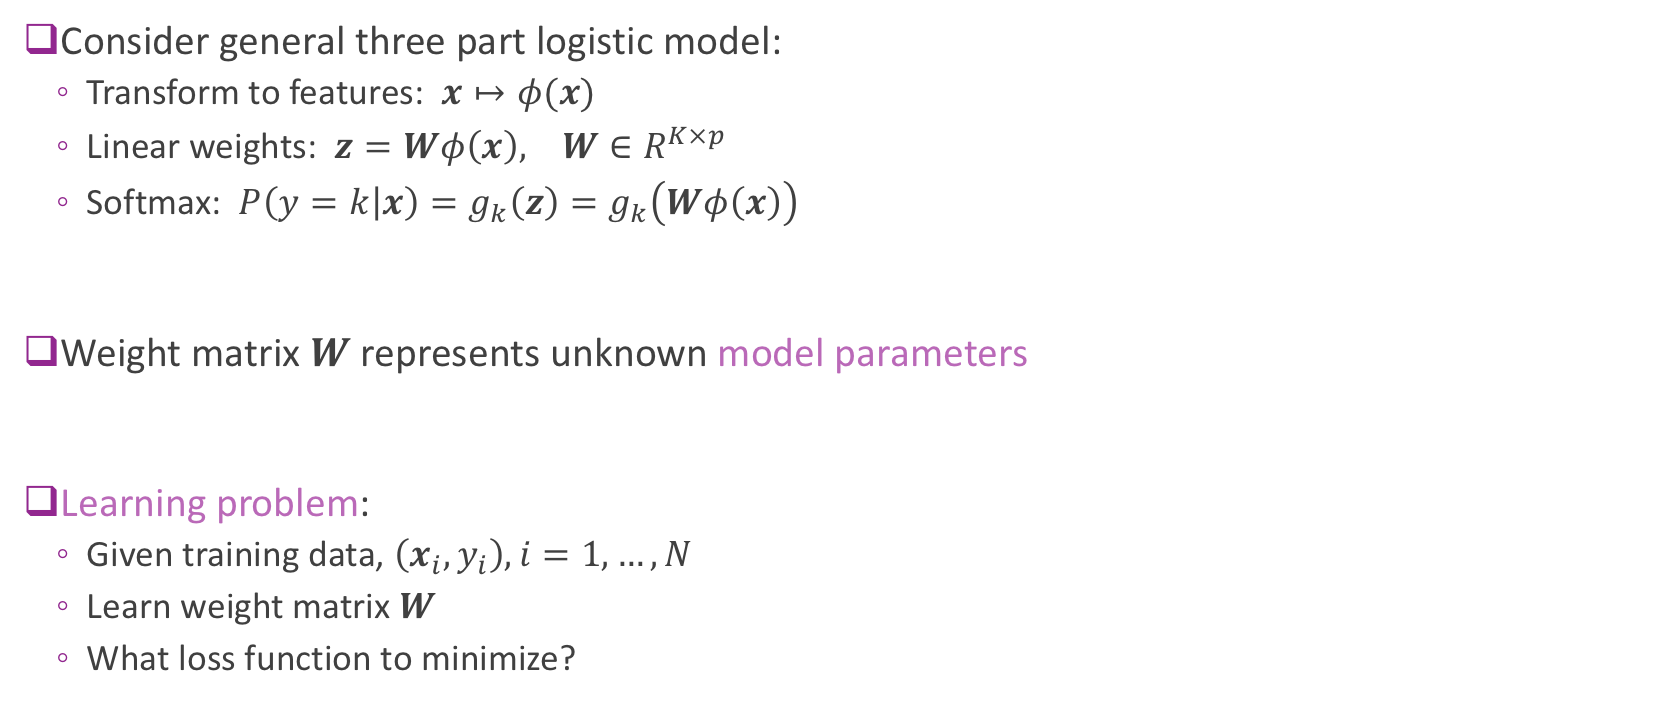 ❑Consider general three part logistic model:
◦ Transform to features: 𝒙 ↦ 𝜙(𝒙)
◦ Linear weights: 𝒛 = 𝑾𝜙(𝒙), 𝑾 ∈ 𝑅^{𝐾×𝑝}
◦ Softmax: 𝑃(𝑦 = 𝑘|𝒙) = 𝑔_𝑘(𝒛) = 𝑔_𝑘(𝑾𝜙(𝒙))
❑Weight matrix 𝑾 represents unknown model parameters
❑Learning problem:
◦ Given training data, (𝒙_𝑖, 𝑦_𝑖), 𝑖 = 1, … , 𝑁
◦ Learn weight matrix 𝑾
◦ What loss function to minimize?